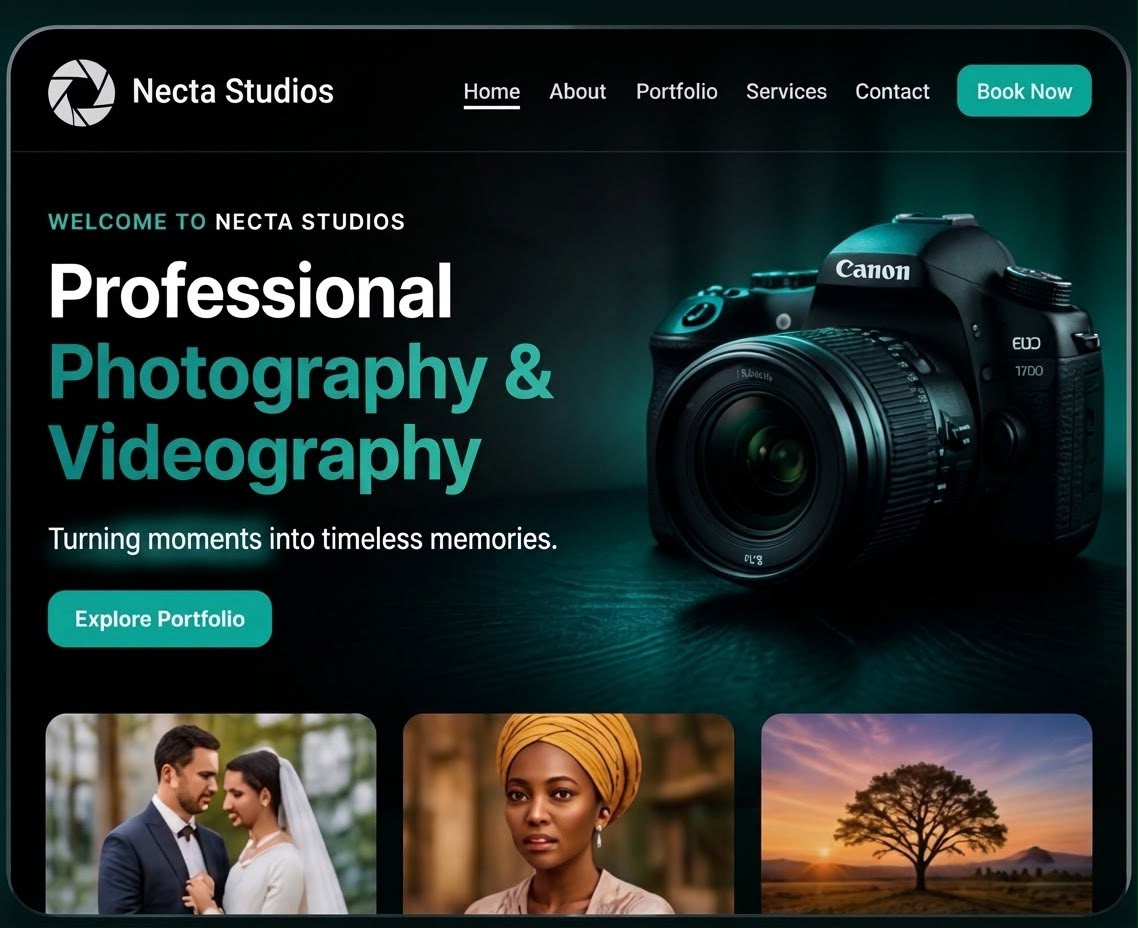 Necta Studios
Home About Portfolio Services Contact Book Now
WELCOME TO NECTA STUDIOS
Professional
Photography &
Videography
Turning moments into timeless memories.
Explore Portfolio
Canon